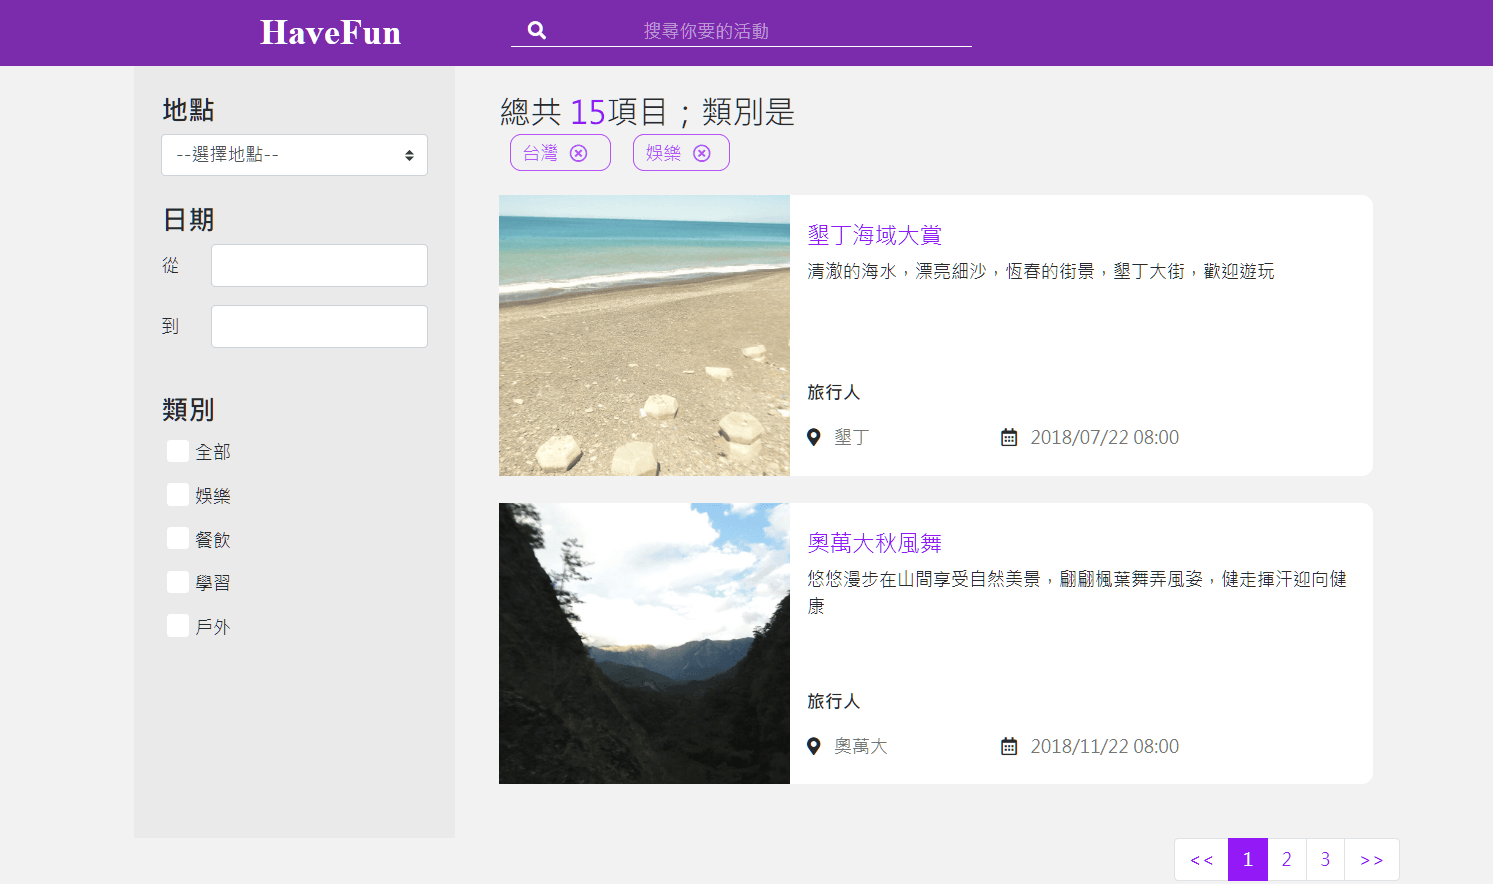 HaveFun
搜尋你要的活動
地點
--選擇地點--
日期
從
到
類別
全部
娛樂
餐飲
學習
戶外
總共 15項目；類別是
台灣
娛樂
墾丁海域大賞
清澈的海水，漂亮細沙，恆春的街景，墾丁大街，歡迎遊玩
旅行人
墾丁
2018/07/22 08:00
奧萬大秋風舞
悠悠漫步在山間享受自然美景，翩翩楓葉舞弄風姿，健走揮汗迎向健
康
旅行人
奧萬大
2018/11/22 08:00
<< 1 2 3 >>